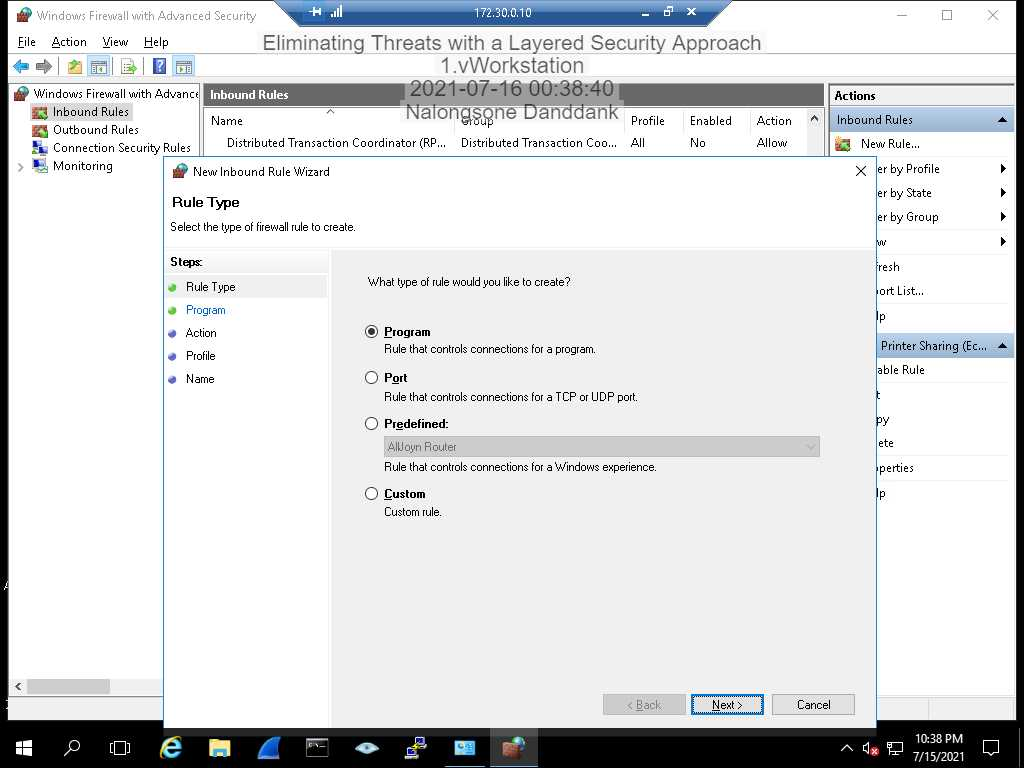 Windows Firewall with Advanced Security
172.30.0.10
File Action View Help
Eliminating Threats with a Layered Security Approach
1.vWorkstation
2021-07-16 00:38:40
Nalongsone Danddank
Windows Firewall with Advance
Inbound Rules
Outbound Rules
Connection Security Rules
Monitoring
Inbound Rules
Name Group Profile Enabled Action
Distributed Transaction Coordinator (RP... Distributed Transaction Coo... All No Allow
Actions
Inbound Rules
New Rule...
er by Profile
er by State
er by Group
w
resh
ort List...
lp
Printer Sharing (Ec...
able Rule
t
py
ete
operties
lp
New Inbound Rule Wizard
Rule Type
Select the type of firewall rule to create.
Steps:
Rule Type
Program
Action
Profile
Name
What type of rule would you like to create?
Program
Rule that controls connections for a program.
Port
Rule that controls connections for a TCP or UDP port.
Predefined:
AllJoyn Router
Rule that controls connections for a Windows experience.
Custom
Custom rule.
< Back Next > Cancel
10:38 PM
7/15/2021